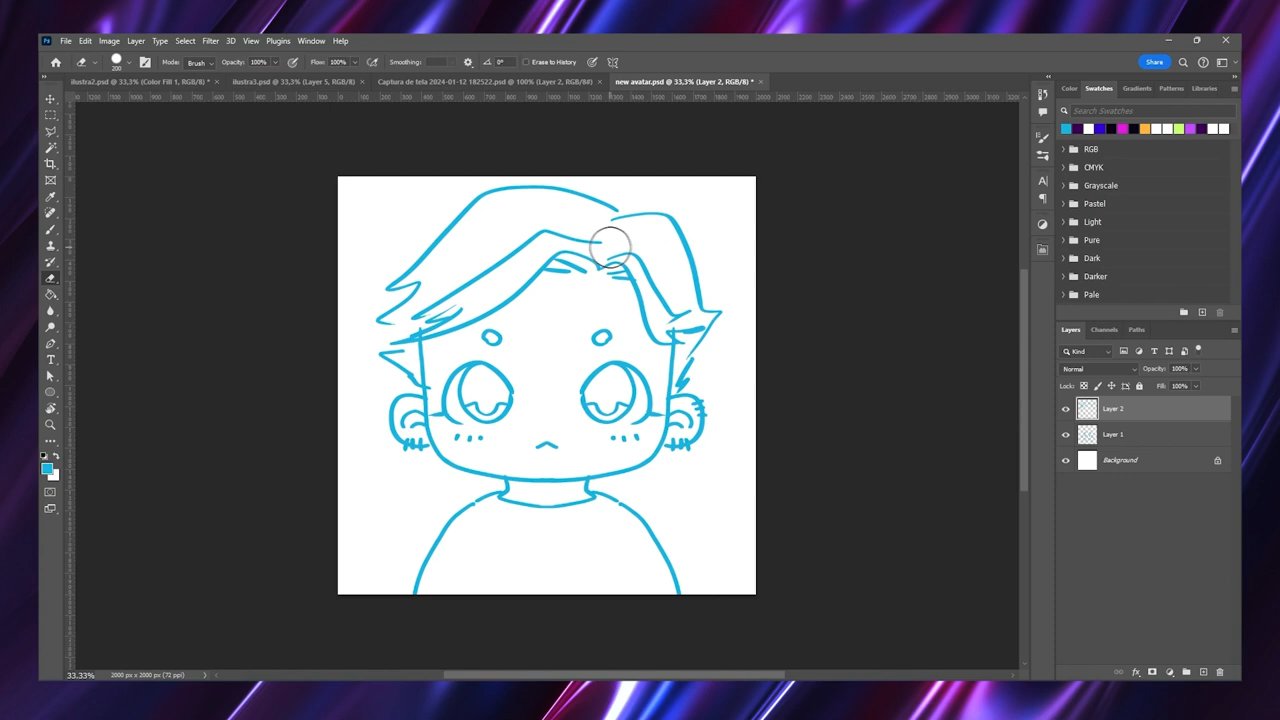 Ps File Edit Image Layer Type Select Filter 3D View Plugins Window Help
200 Mode: Brush Opacity: 100% Flow: 100% Smoothing: 0° Erase to History Share
ilustra2.psd @ 33,3% (Color Fill 1, RGB/8) * × ilustra3.psd @ 33,3% (Layer 5, RGB/8) × Captura de tela 2024-01-12 182522.psd @ 100% (Layer 2, RGB/8#) × new avatar.psd @ 33,3% (Layer 2, RGB/8) * ×
Color Swatches Gradients Patterns Libraries
Search Swatches
RGB
CMYK
Grayscale
Pastel
Light
Pure
Dark
Darker
Pale
Layers Channels Paths
Kind
Normal Opacity: 100%
Lock: Fill: 100%
Layer 2
Layer 1
Background
33.33% 2000 px x 2000 px (72 ppi)